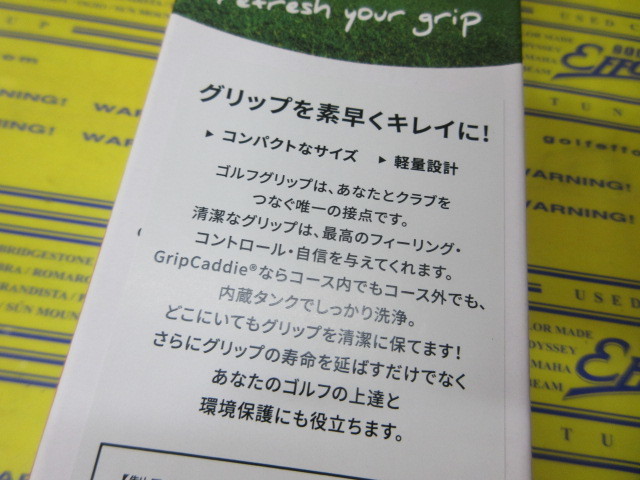 refresh your grip
グリップを素早くキレイに!
▶ コンパクトなサイズ ▶ 軽量設計
ゴルフグリップは、あなたとクラブを
つなぐ唯一の接点です。
清潔なグリップは、最高のフィーリング・
コントロール・自信を与えてくれます。
GripCaddie®ならコース内でもコース外でも、
内蔵タンクでしっかり洗浄。
どこにいてもグリップを清潔に保てます!
さらにグリップの寿命を延ばすだけでなく
あなたのゴルフの上達と
環境保護にも役立ちます。
WARNING!
WARNING!
WARNING!
WARNING!
BRIDGESTONE
SUN MOUN
USED
golfeffo
USED